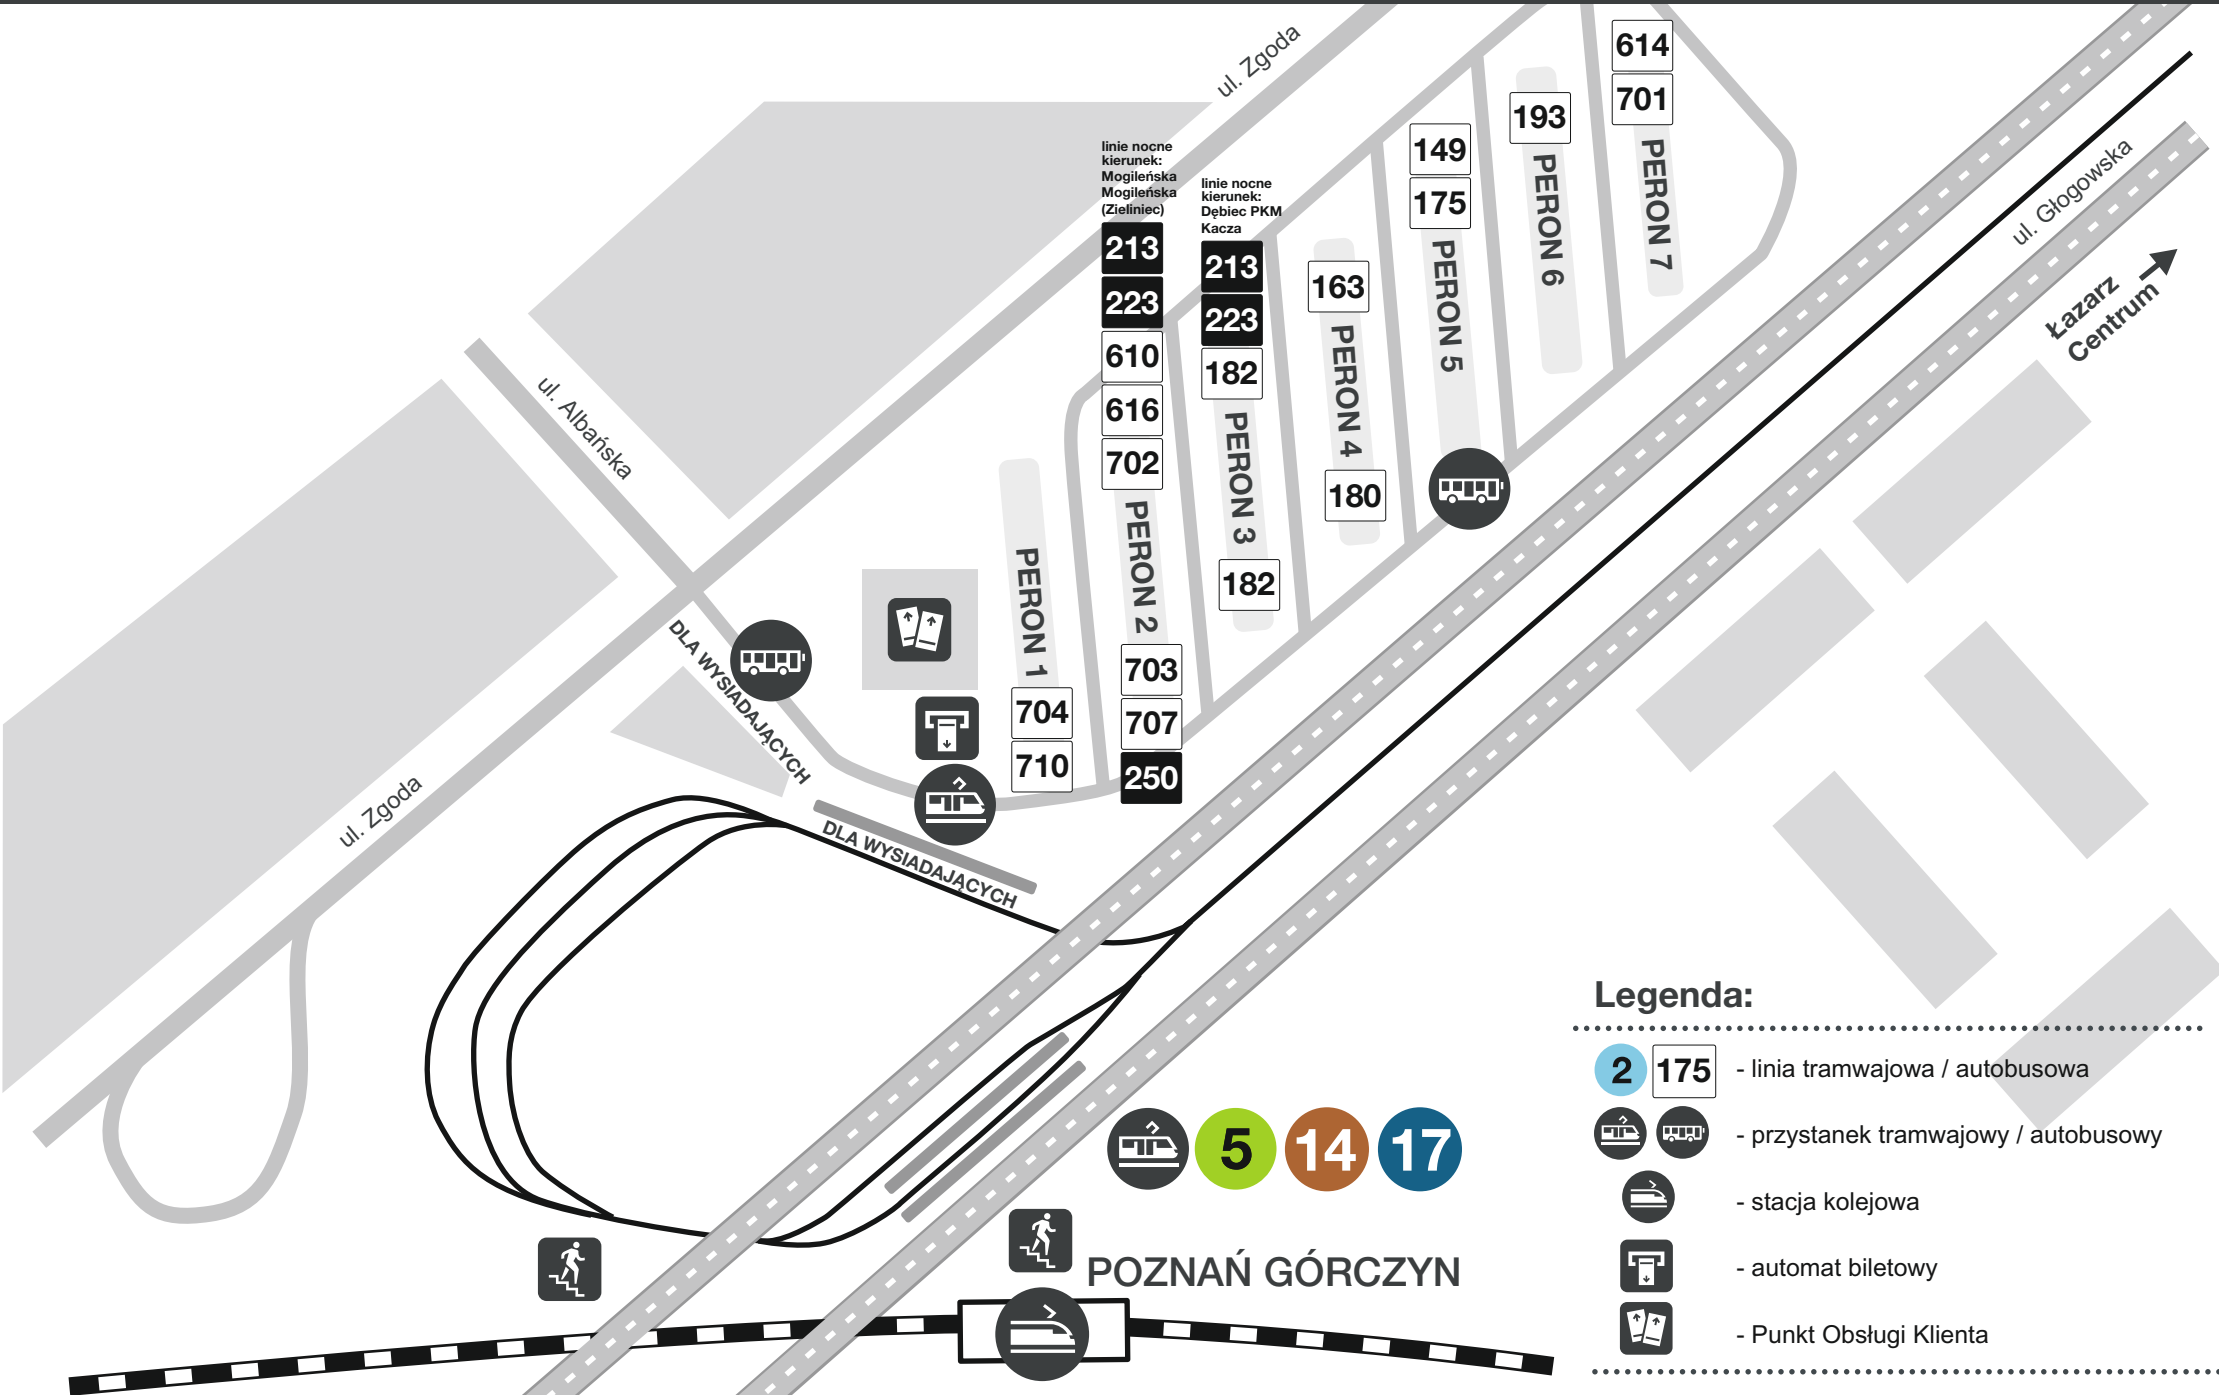 ul. Zgoda
614
701
PERON 7
193
PERON 6
149
175
PERON 5
linie nocne
kierunek:
Mogileńska
Mogileńska
(Zieliniec)
213
223
610
616
702
PERON 2
703
707
250
linie nocne
kierunek:
Dębiec PKM
Kacza
213
223
182
PERON 3
182
163
PERON 4
180
PERON 1
704
710
ul. Głogowska
Łazarz
Centrum
ul. Albańska
DLA WYSIADAJĄCYCH
DLA WYSIADAJĄCYCH
ul. Zgoda
5 14 17
POZNAŃ GÓRCZYN
Legenda:
2 175 - linia tramwajowa / autobusowa
- przystanek tramwajowy / autobusowy
- stacja kolejowa
- automat biletowy
- Punkt Obsługi Klienta